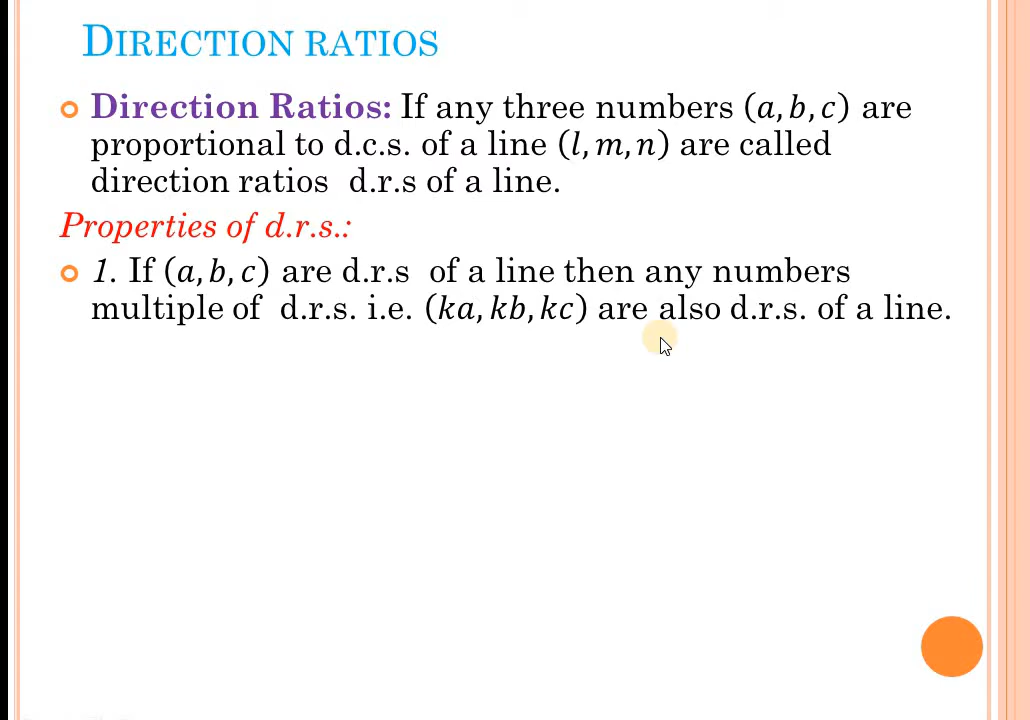 DIRECTION RATIOS
Direction Ratios: If any three numbers (a, b, c) are
proportional to d.c.s. of a line (l, m, n) are called
direction ratios d.r.s of a line.
Properties of d.r.s.:
1. If (a, b, c) are d.r.s of a line then any numbers
multiple of d.r.s. i.e. (ka, kb, kc) are also d.r.s. of a line.